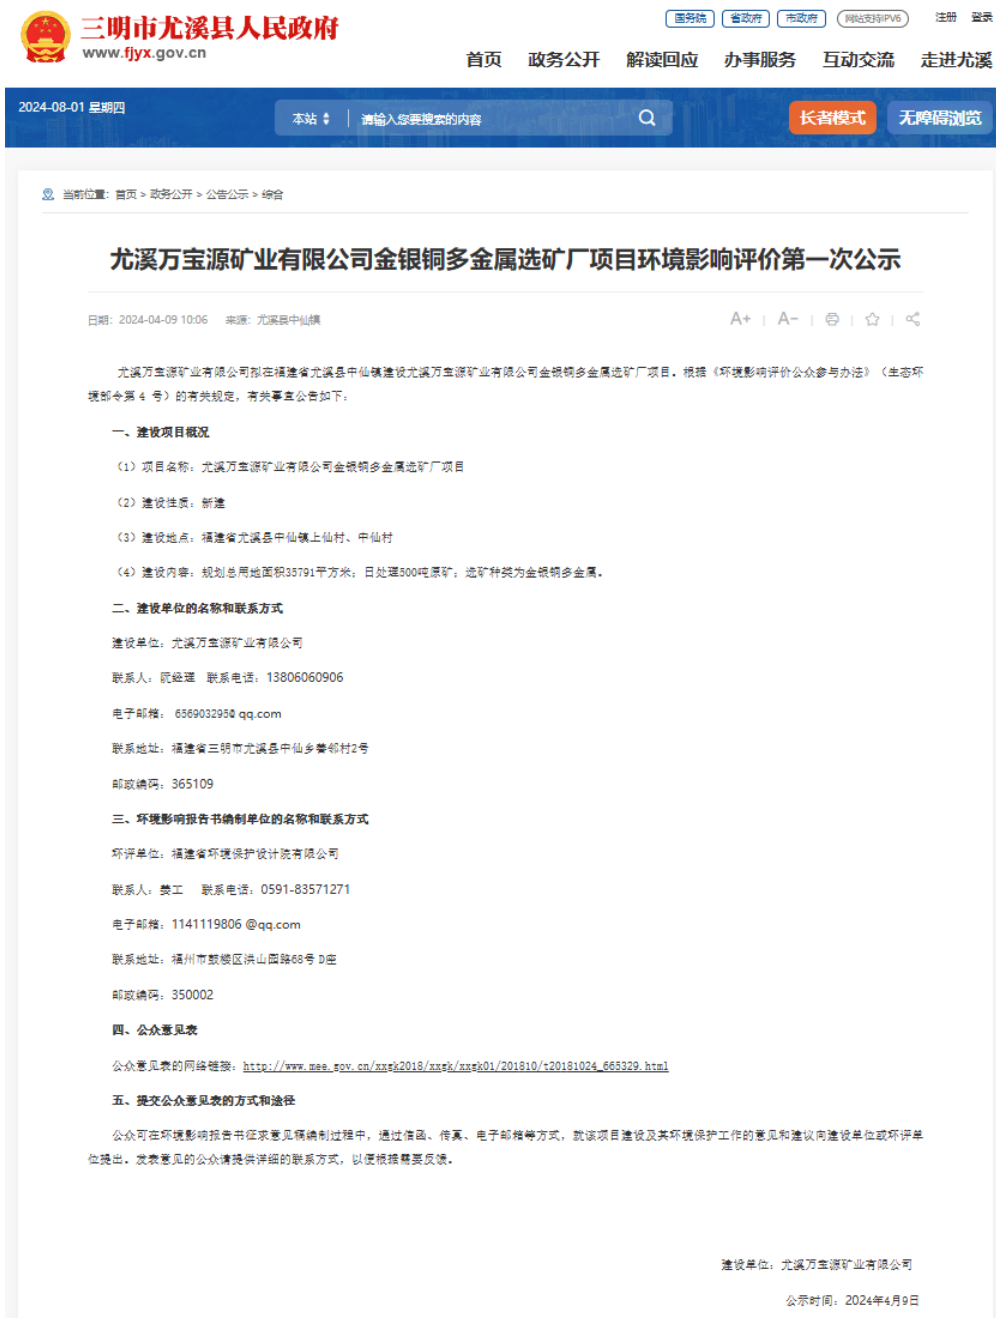 三明市尤溪县人民政府
www.fjyx.gov.cn
国务院 省政府 市政府 网站支持IPV6 注册 登录
首页 政务公开 解读回应 办事服务 互动交流 走进尤溪
2024-08-01 星期四
本站 请输入您要搜索的内容
长者模式 无障碍浏览
当前位置：首页 > 政务公开 > 公告公示 > 综合
尤溪万宝源矿业有限公司金银铜多金属选矿厂项目环境影响评价第一次公示
日期：2024-04-09 10:06 来源：尤溪县中仙镇
A+ | A- | | |
尤溪万宝源矿业有限公司拟在福建省尤溪县中仙镇建设尤溪万宝源矿业有限公司金银铜多金属选矿厂项目。根据《环境影响评价公众参与办法》（生态环
境部令第 4 号）的有关规定，有关事宜公告如下：
一、建设项目概况
（1）项目名称：尤溪万宝源矿业有限公司金银铜多金属选矿厂项目
（2）建设性质：新建
（3）建设地点：福建省尤溪县中仙镇上仙村、中仙村
（4）建设内容：规划总用地面积35791平方米；日处理500吨原矿；选矿种类为金银铜多金属。
二、建设单位的名称和联系方式
建设单位：尤溪万宝源矿业有限公司
联系人：阮经理 联系电话：13806060906
电子邮箱： 656903295@ qq.com
联系地址：福建省三明市尤溪县中仙乡善邻村2号
邮政编码：365109
三、环境影响报告书编制单位的名称和联系方式
环评单位：福建省环境保护设计院有限公司
联系人：姜工 联系电话：0591-83571271
电子邮箱：1141119806 @qq.com
联系地址：福州市鼓楼区洪山园路68号 D座
邮政编码：350002
四、公众意见表
公众意见表的网络链接：http://www.mee.gov.cn/xxgk2018/xxgk/xxgk01/201810/t20181024_665329.html
五、提交公众意见表的方式和途径
公众可在环境影响报告书征求意见稿编制过程中，通过信函、传真、电子邮箱等方式，就该项目建设及其环境保护工作的意见和建议向建设单位或环评单
位提出。发表意见的公众请提供详细的联系方式，以便根据需要反馈。
建设单位：尤溪万宝源矿业有限公司
公示时间：2024年4月9日